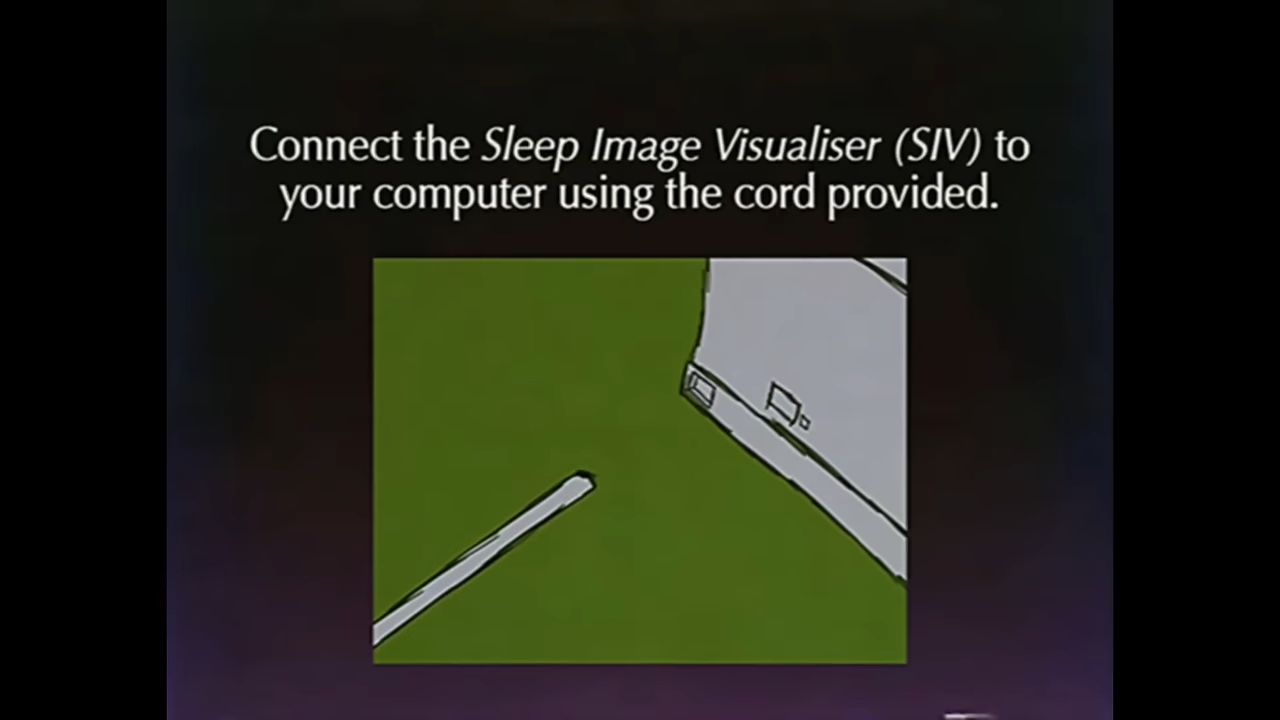 Connect the Sleep Image Visualiser (SIV) to
your computer using the cord provided.